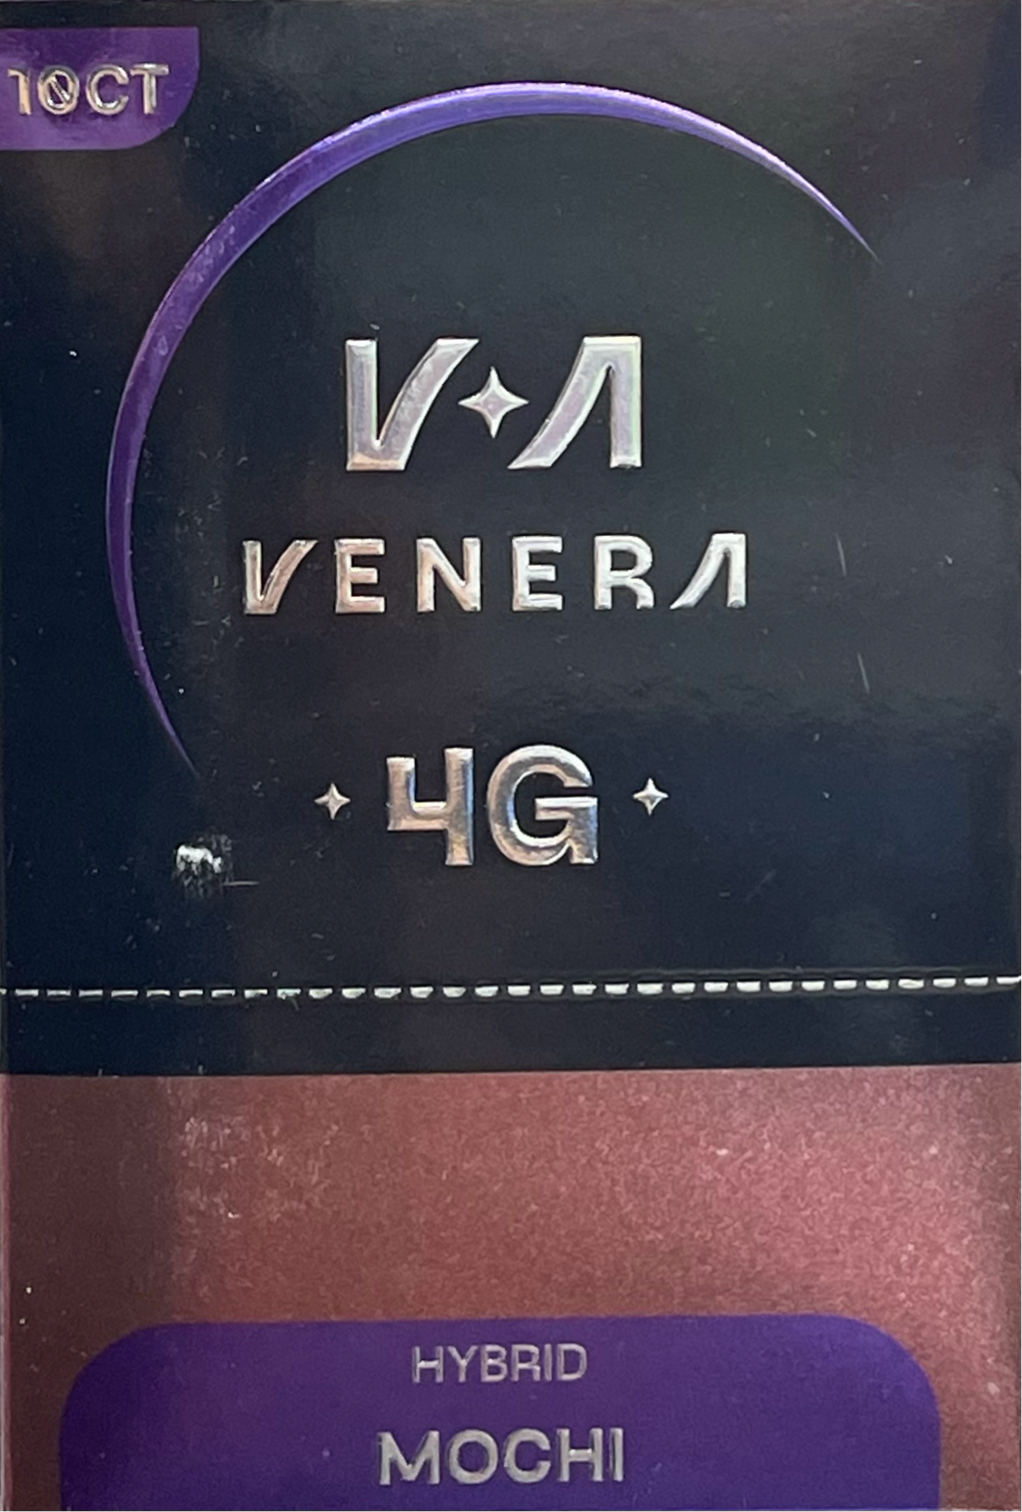 10CT
V✦A
VENERA
4G
HYBRID
MOCHI